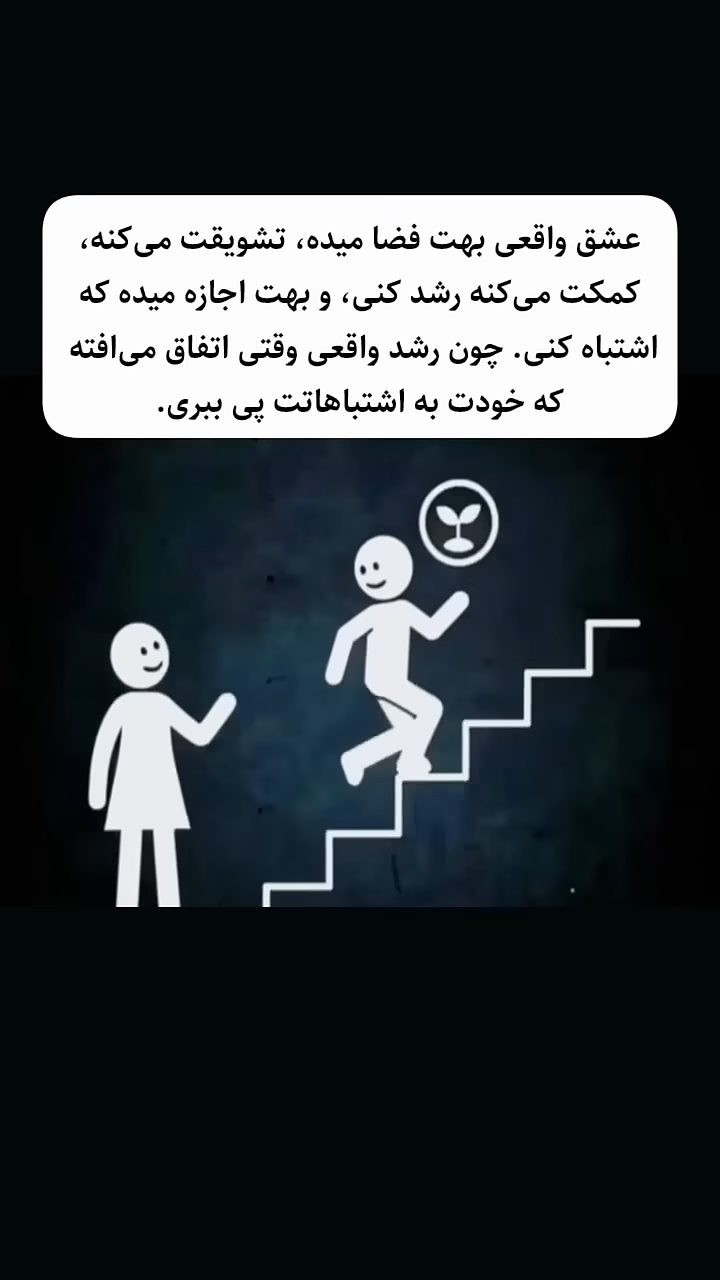 عشق واقعی بهت فضا میده، تشویقت می‌کنه،
کمکت می‌کنه رشد کنی، و بهت اجازه میده که
اشتباه کنی. چون رشد واقعی وقتی اتفاق می‌افته
که خودت به اشتباهاتت پی ببری.